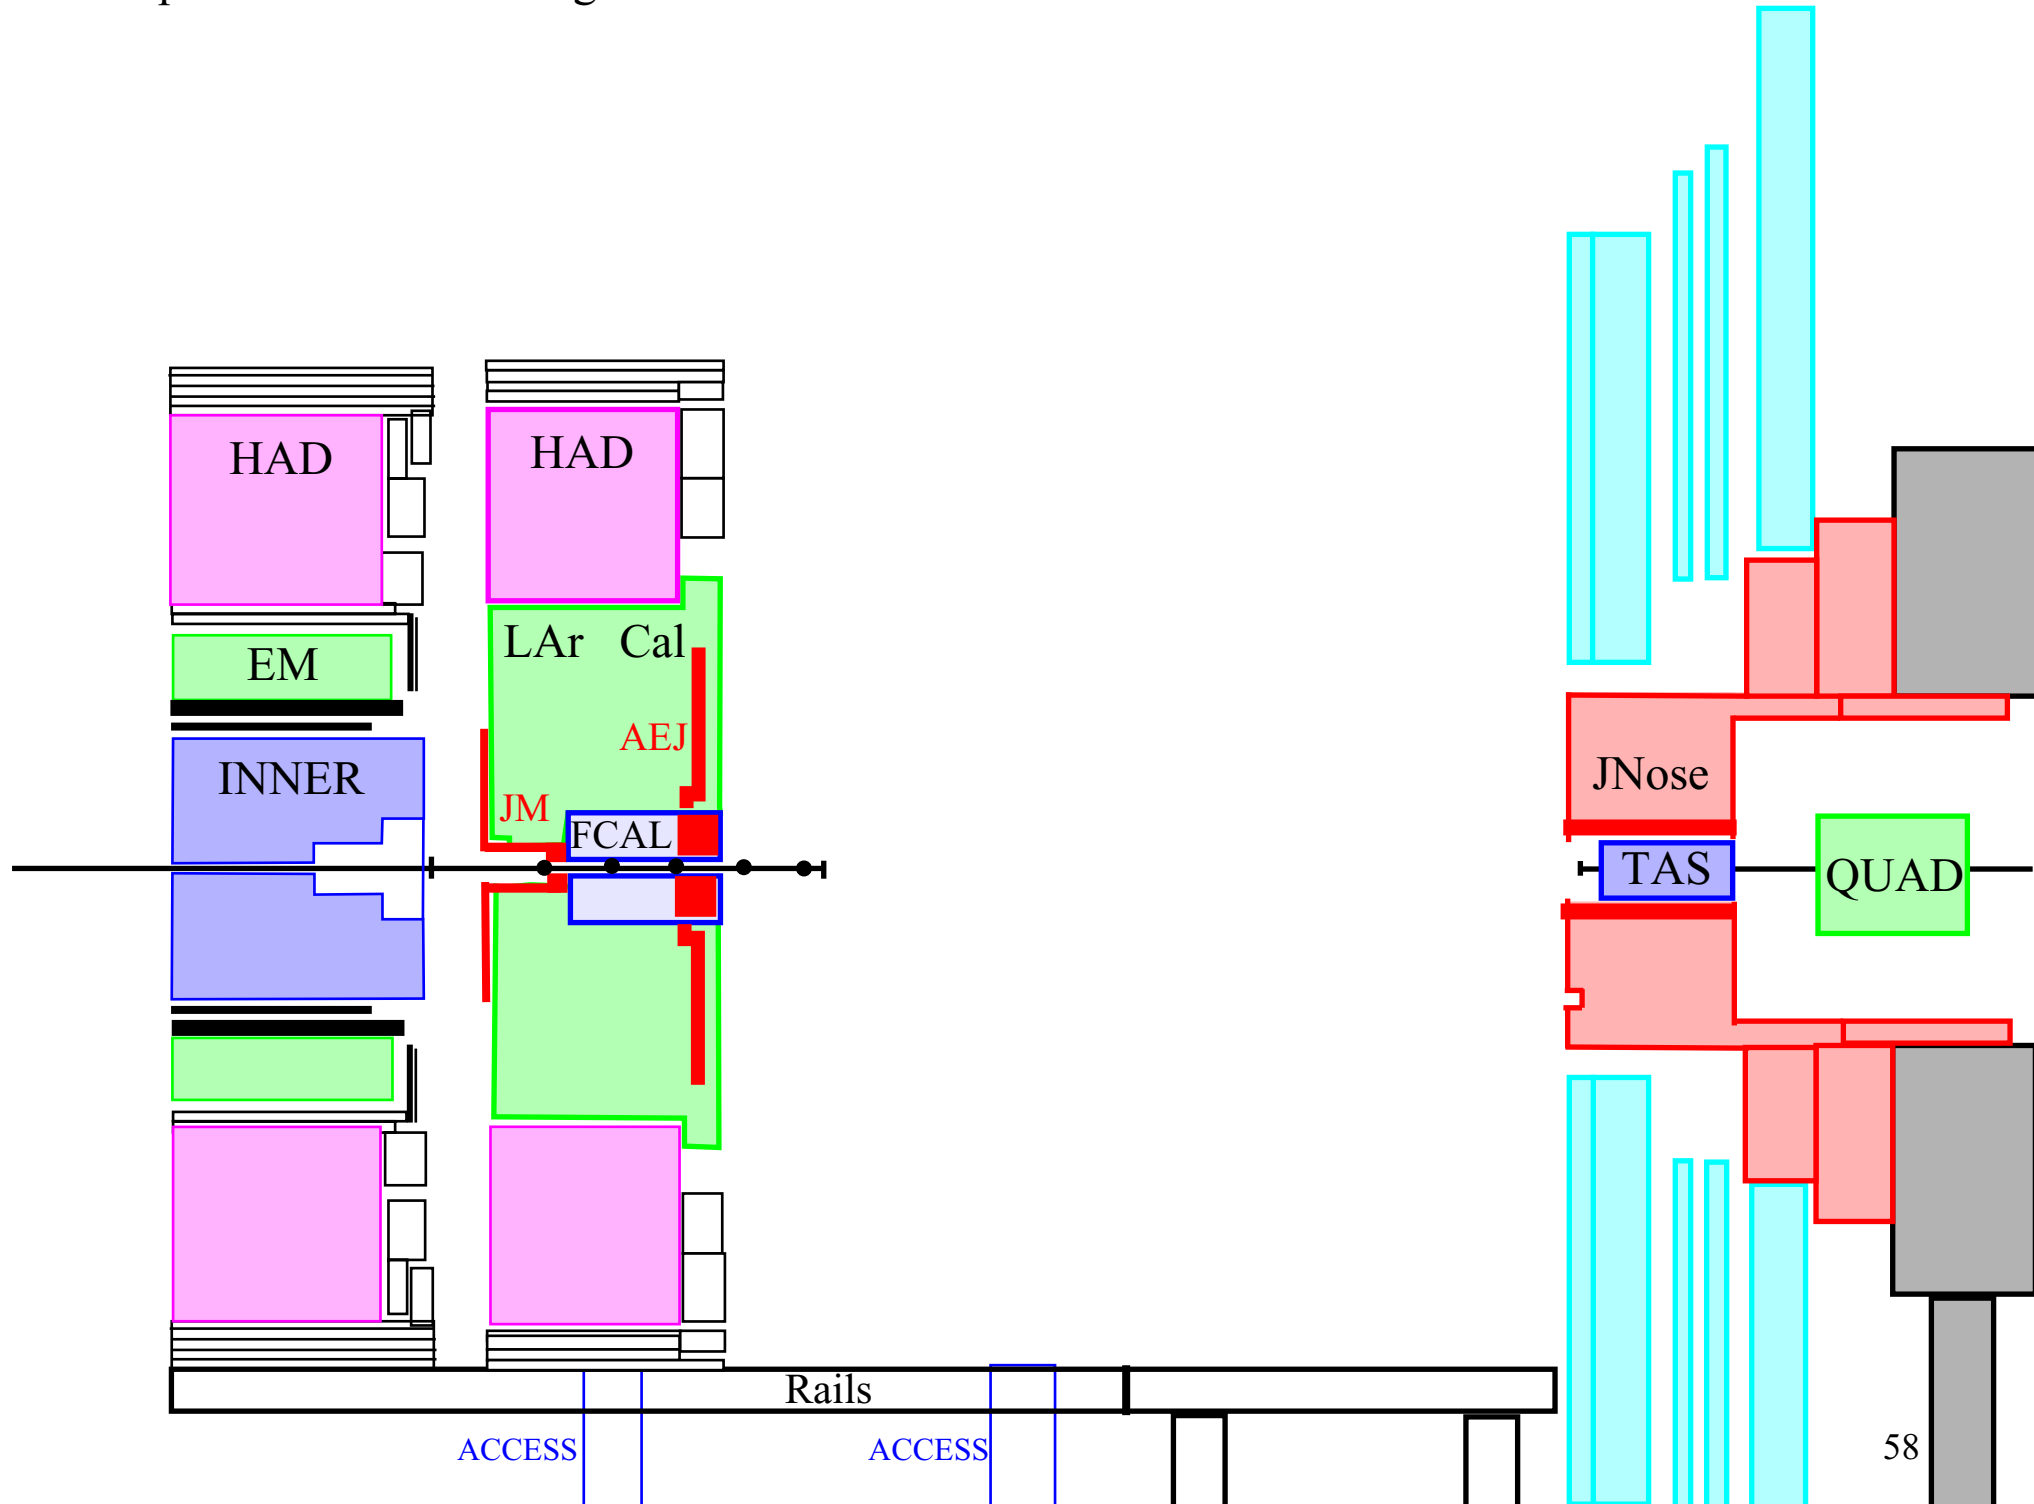 HAD
HAD
LAr Cal
EM
AEJ
INNER
JNose
JM
FCAL
TAS
QUAD
Rails
ACCESS
ACCESS
58